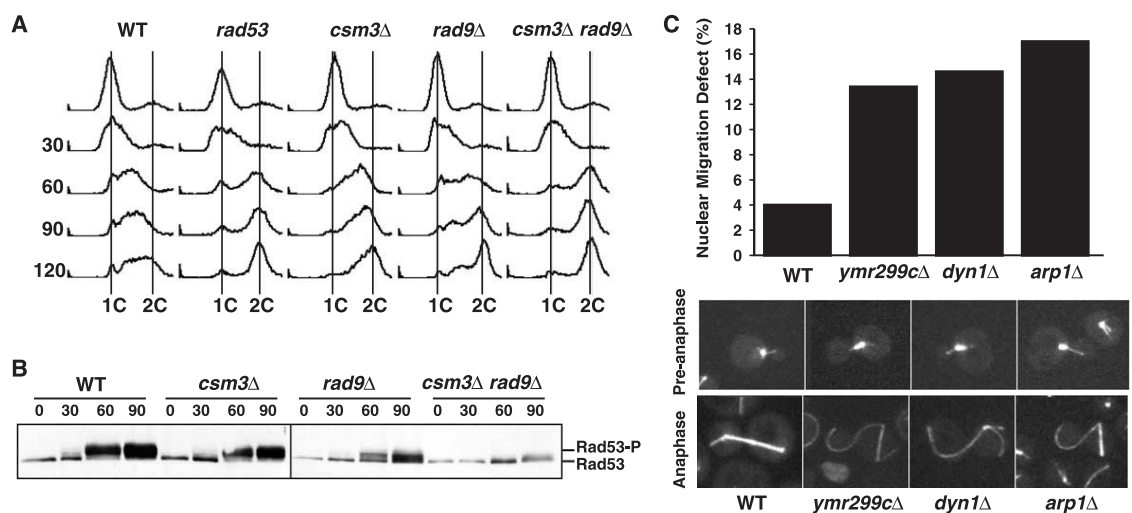 A
WT rad53 csm3Δ rad9Δ csm3Δ rad9Δ
30
60
90
120
1C 2C 1C 2C 1C 2C 1C 2C 1C 2C
B
WT csm3Δ rad9Δ csm3Δ rad9Δ
0 30 60 90 0 30 60 90 0 30 60 90 0 30 60 90
Rad53-P
Rad53
C
Nuclear Migration Defect (%)
18
16
14
12
10
8
6
4
2
0
WT ymr299cΔ dyn1Δ arp1Δ
Pre-anaphase
Anaphase
WT ymr299cΔ dyn1Δ arp1Δ